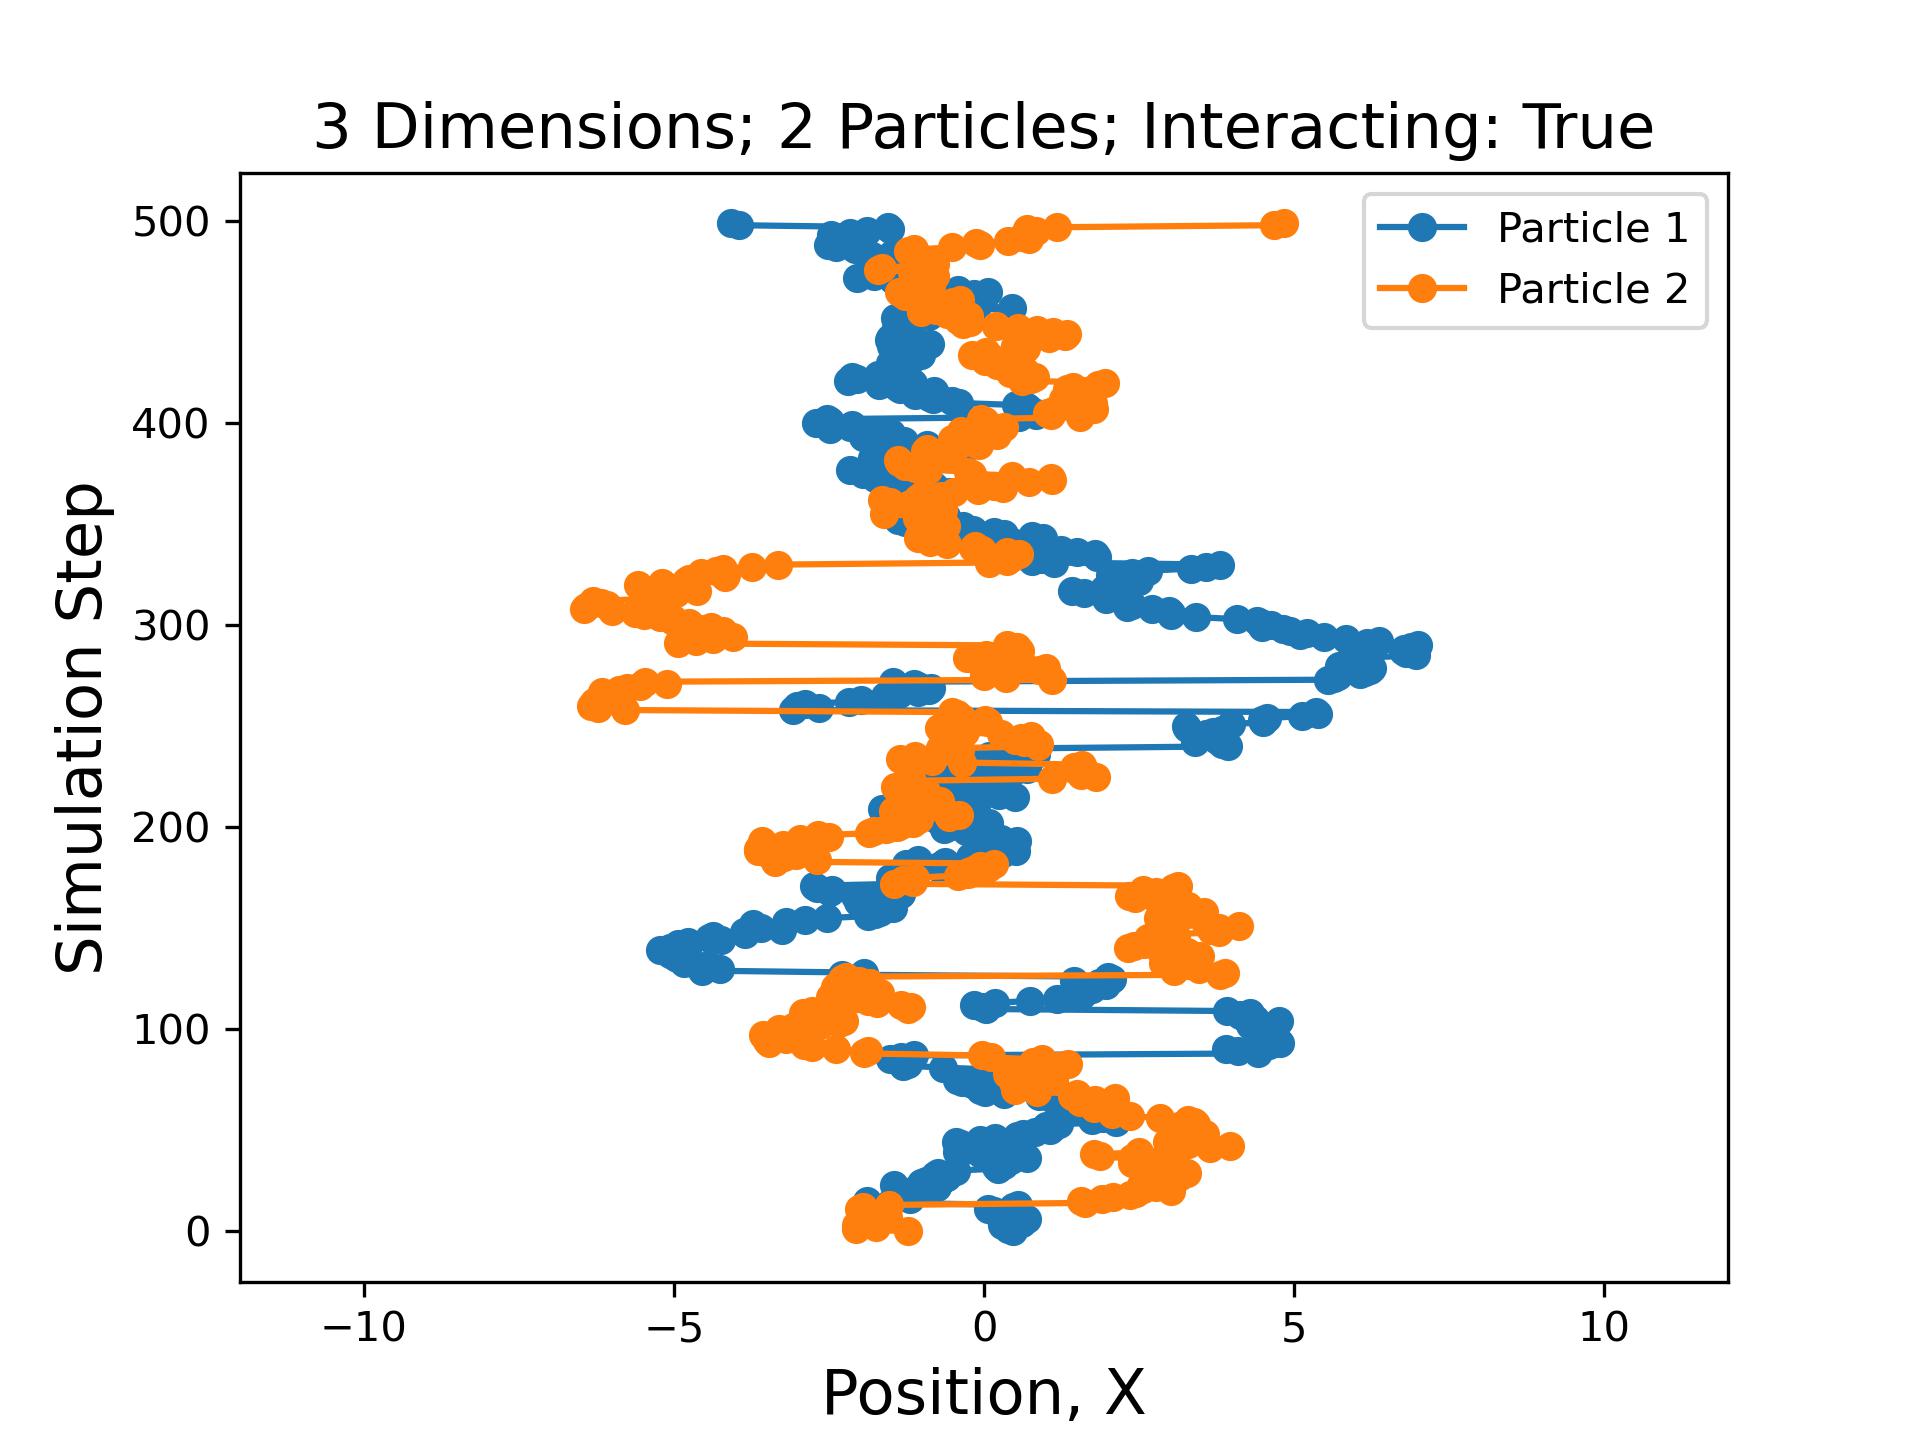 3 Dimensions; 2 Particles; Interacting: True
Particle 1
Particle 2
Simulation Step
500
400
300
200
100
0
−10
−5
0
5
10
Position, X